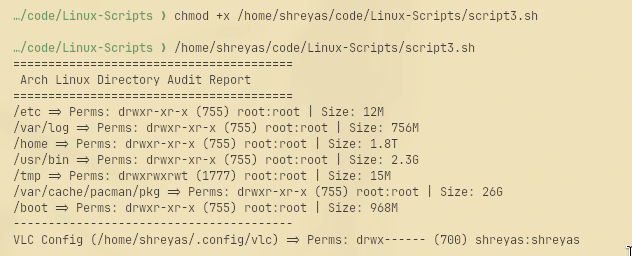 …/code/Linux-Scripts ❯ chmod +x /home/shreyas/code/Linux-Scripts/script3.sh
…/code/Linux-Scripts ❯ /home/shreyas/code/Linux-Scripts/script3.sh
========================================
 Arch Linux Directory Audit Report
========================================
/etc => Perms: drwxr-xr-x (755) root:root | Size: 12M
/var/log => Perms: drwxr-xr-x (755) root:root | Size: 756M
/home => Perms: drwxr-xr-x (755) root:root | Size: 1.8T
/usr/bin => Perms: drwxr-xr-x (755) root:root | Size: 2.3G
/tmp => Perms: drwxrwxrwt (1777) root:root | Size: 15M
/var/cache/pacman/pkg => Perms: drwxr-xr-x (755) root:root | Size: 26G
/boot => Perms: drwxr-xr-x (755) root:root | Size: 968M
----------------------------------------
VLC Config (/home/shreyas/.config/vlc) => Perms: drwx------ (700) shreyas:shreyas